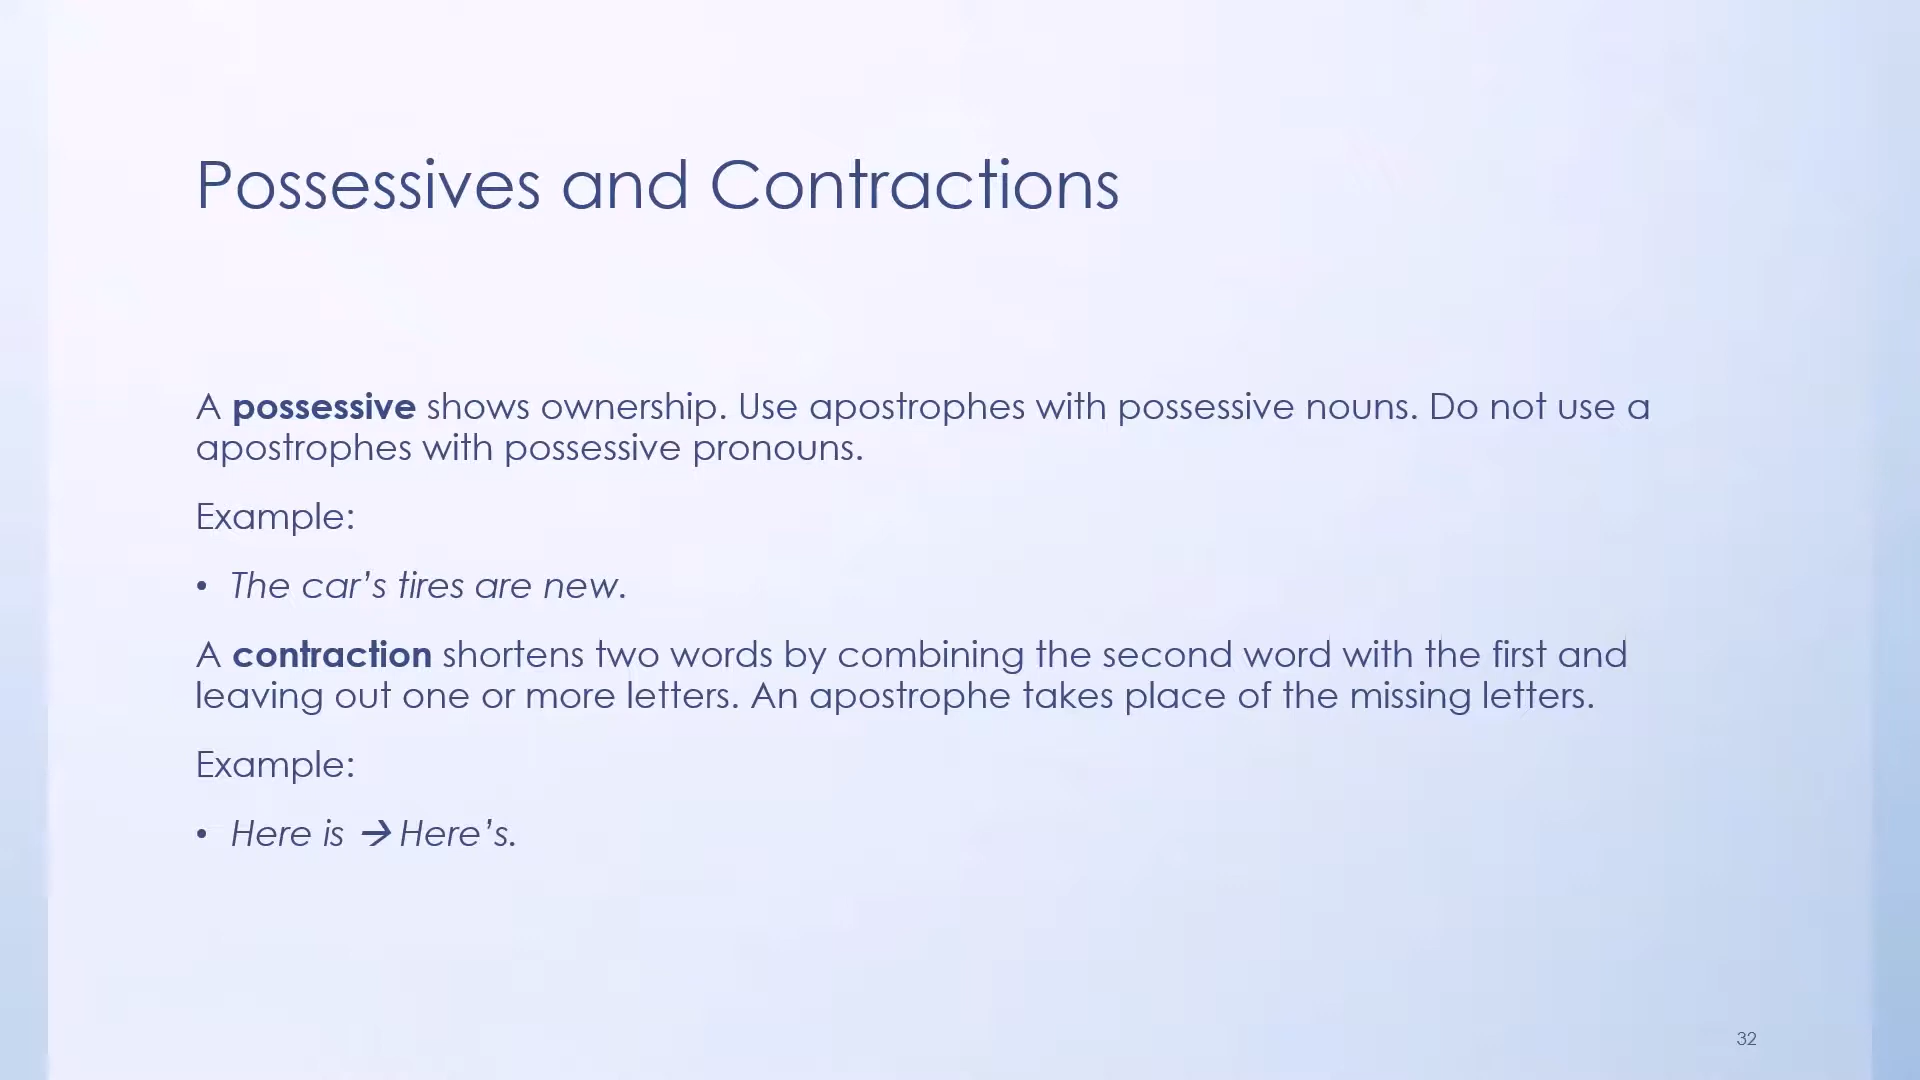 Possessives and Contractions
A possessive shows ownership. Use apostrophes with possessive nouns. Do not use a
apostrophes with possessive pronouns.
Example:
• The car’s tires are new.
A contraction shortens two words by combining the second word with the first and
leaving out one or more letters. An apostrophe takes place of the missing letters.
Example:
• Here is → Here’s.
32